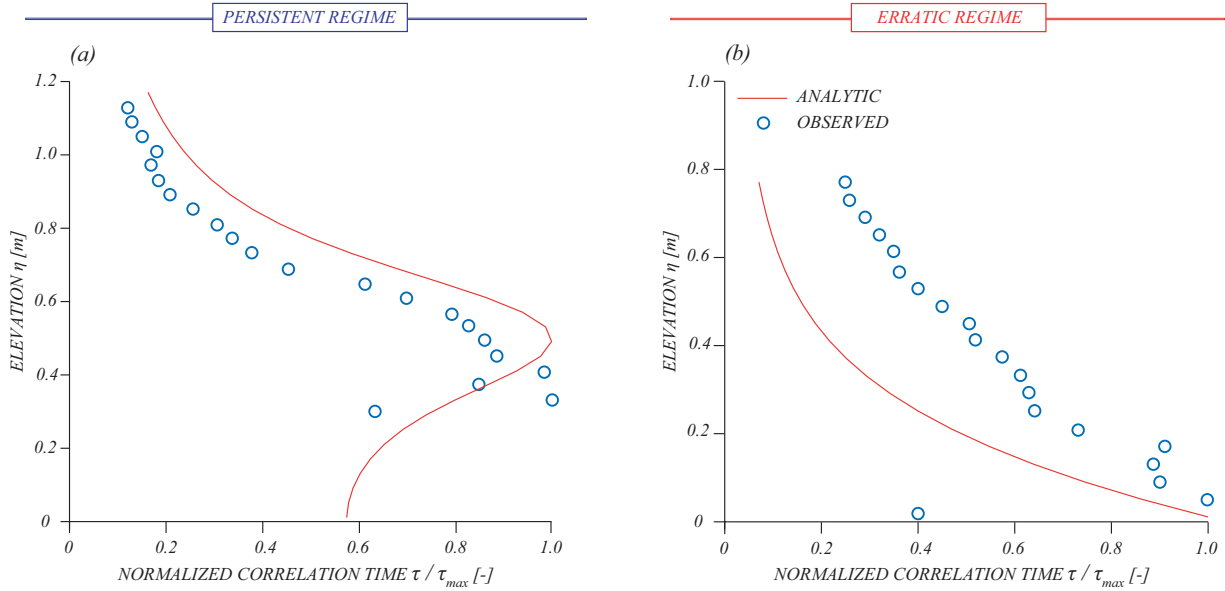 PERSISTENT REGIME
ERRATIC REGIME
(a)
1.2
1.0
0.8
0.6
0.4
0.2
0
ELEVATION η [m]
0 0.2 0.4 0.6 0.8 1.0
NORMALIZED CORRELATION TIME τ / τmax [-]
(b)
1.0
0.8
0.6
0.4
0.2
0
ELEVATION η [m]
ANALYTIC
OBSERVED
0 0.2 0.4 0.6 0.8 1.0
NORMALIZED CORRELATION TIME τ / τmax [-]